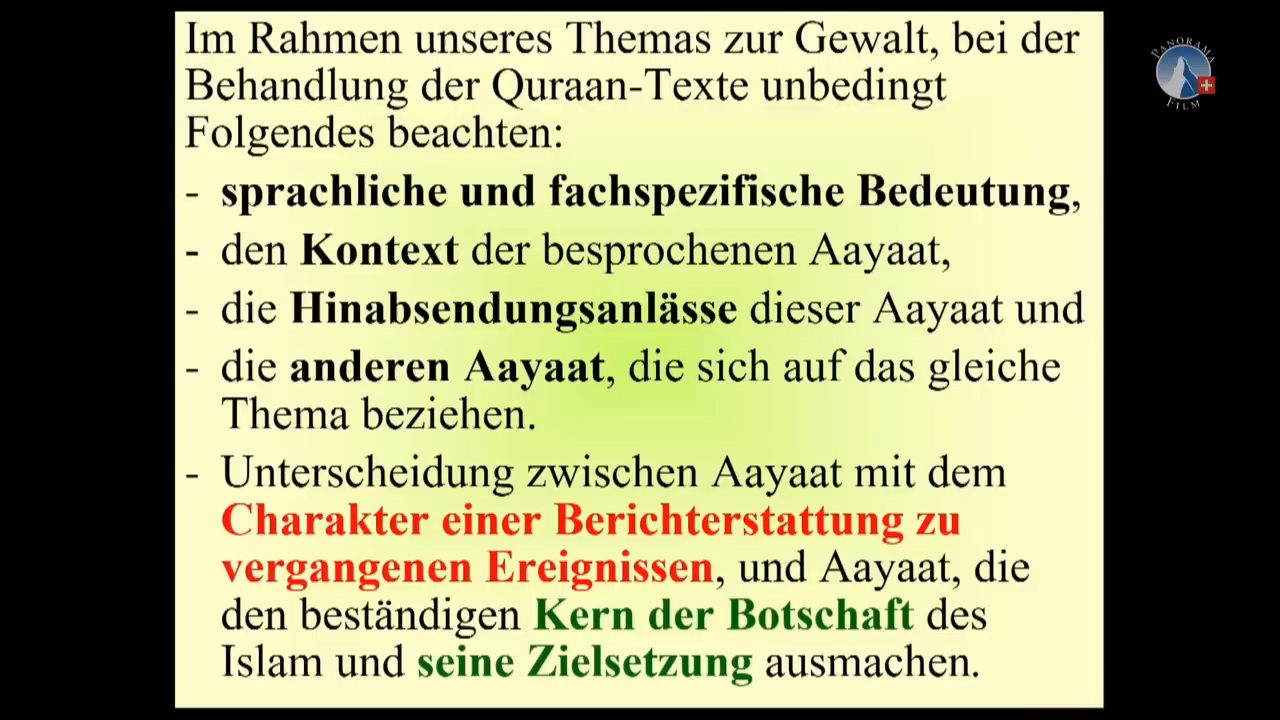 Im Rahmen unseres Themas zur Gewalt, bei der
Behandlung der Quraan-Texte unbedingt
Folgendes beachten:
- sprachliche und fachspezifische Bedeutung,
- den Kontext der besprochenen Aayaat,
- die Hinabsendungsanlässe dieser Aayaat und
- die anderen Aayaat, die sich auf das gleiche
Thema beziehen.
- Unterscheidung zwischen Aayaat mit dem
Charakter einer Berichterstattung zu
vergangenen Ereignissen, und Aayaat, die
den beständigen Kern der Botschaft des
Islam und seine Zielsetzung ausmachen.
PANORAMA
FILM